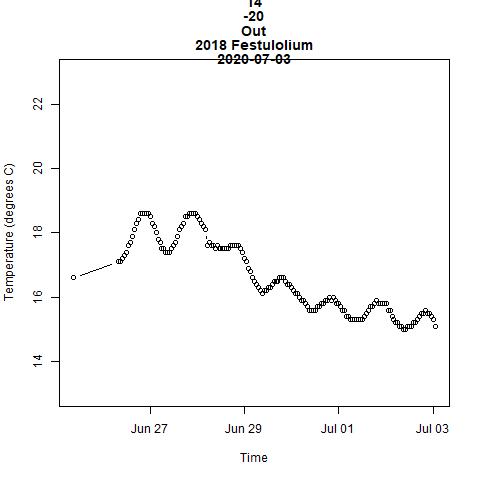 14
-20
Out
2018 Festulolium
2020-07-03
Temperature (degrees C)
22
20
18
16
14
Jun 27
Jun 29
Jul 01
Jul 03
Time